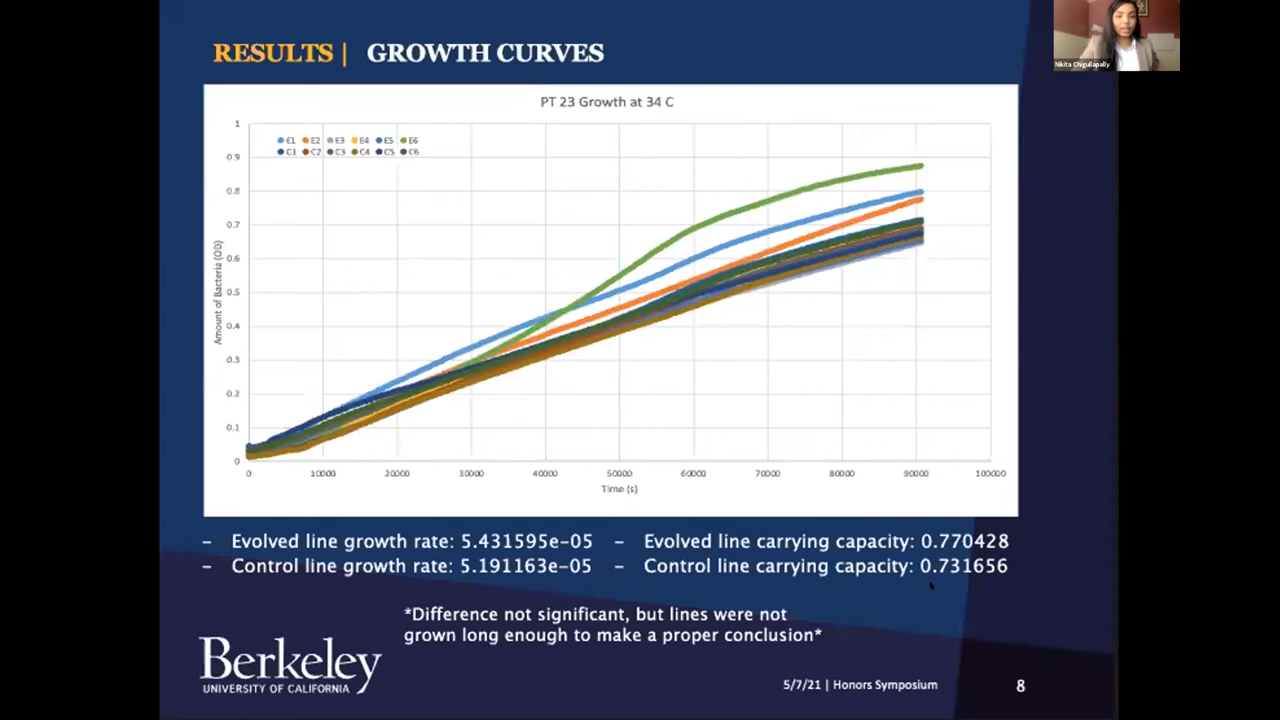 RESULTS | GROWTH CURVES
Nikita Chigullapally
PT 23 Growth at 34 C
E1 E2 E3 E4 E5 E6
C1 C2 C3 C4 C5 C6
1
0.9
0.8
0.7
0.6
0.5
0.4
0.3
0.2
0.1
0
Amount of Bacteria (OD)
0 10000 20000 30000 40000 50000 60000 70000 80000 90000 100000
Time (s)
– Evolved line growth rate: 5.431595e-05
– Control line growth rate: 5.191163e-05
– Evolved line carrying capacity: 0.770428
– Control line carrying capacity: 0.731656
*Difference not significant, but lines were not
grown long enough to make a proper conclusion*
Berkeley
UNIVERSITY OF CALIFORNIA
5/7/21 | Honors Symposium
8